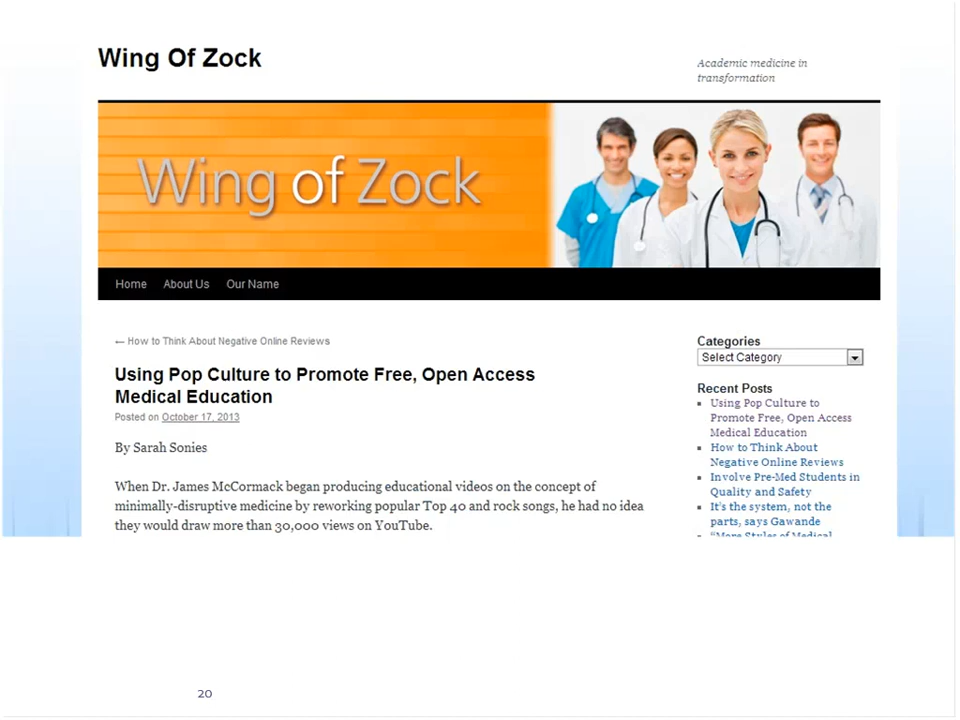 Wing Of Zock
Academic medicine in
transformation
Wing of Zock
Home About Us Our Name
← How to Think About Negative Online Reviews
Using Pop Culture to Promote Free, Open Access
Medical Education
Posted on October 17, 2013
By Sarah Sonies
When Dr. James McCormack began producing educational videos on the concept of
minimally-disruptive medicine by reworking popular Top 40 and rock songs, he had no idea
they would draw more than 30,000 views on YouTube.
Categories
Select Category
Recent Posts
Using Pop Culture to
Promote Free, Open Access
Medical Education
How to Think About
Negative Online Reviews
Involve Pre-Med Students in
Quality and Safety
It's the system, not the
parts, says Gawande
"More Styles of Medical
20